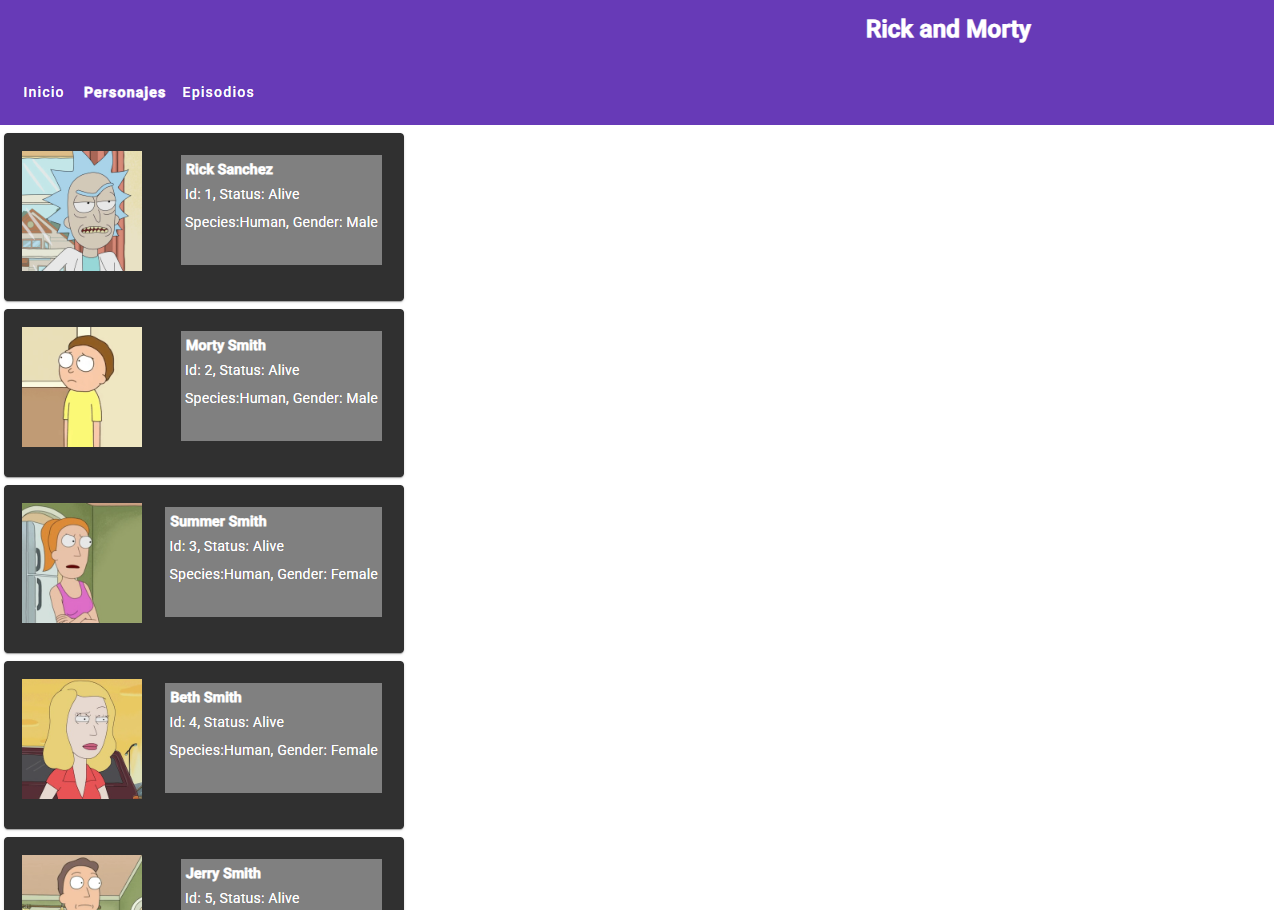 Rick and Morty
Inicio Personajes Episodios
Rick Sanchez
Id: 1, Status: Alive
Species:Human, Gender: Male
Morty Smith
Id: 2, Status: Alive
Species:Human, Gender: Male
Summer Smith
Id: 3, Status: Alive
Species:Human, Gender: Female
Beth Smith
Id: 4, Status: Alive
Species:Human, Gender: Female
Jerry Smith
Id: 5, Status: Alive